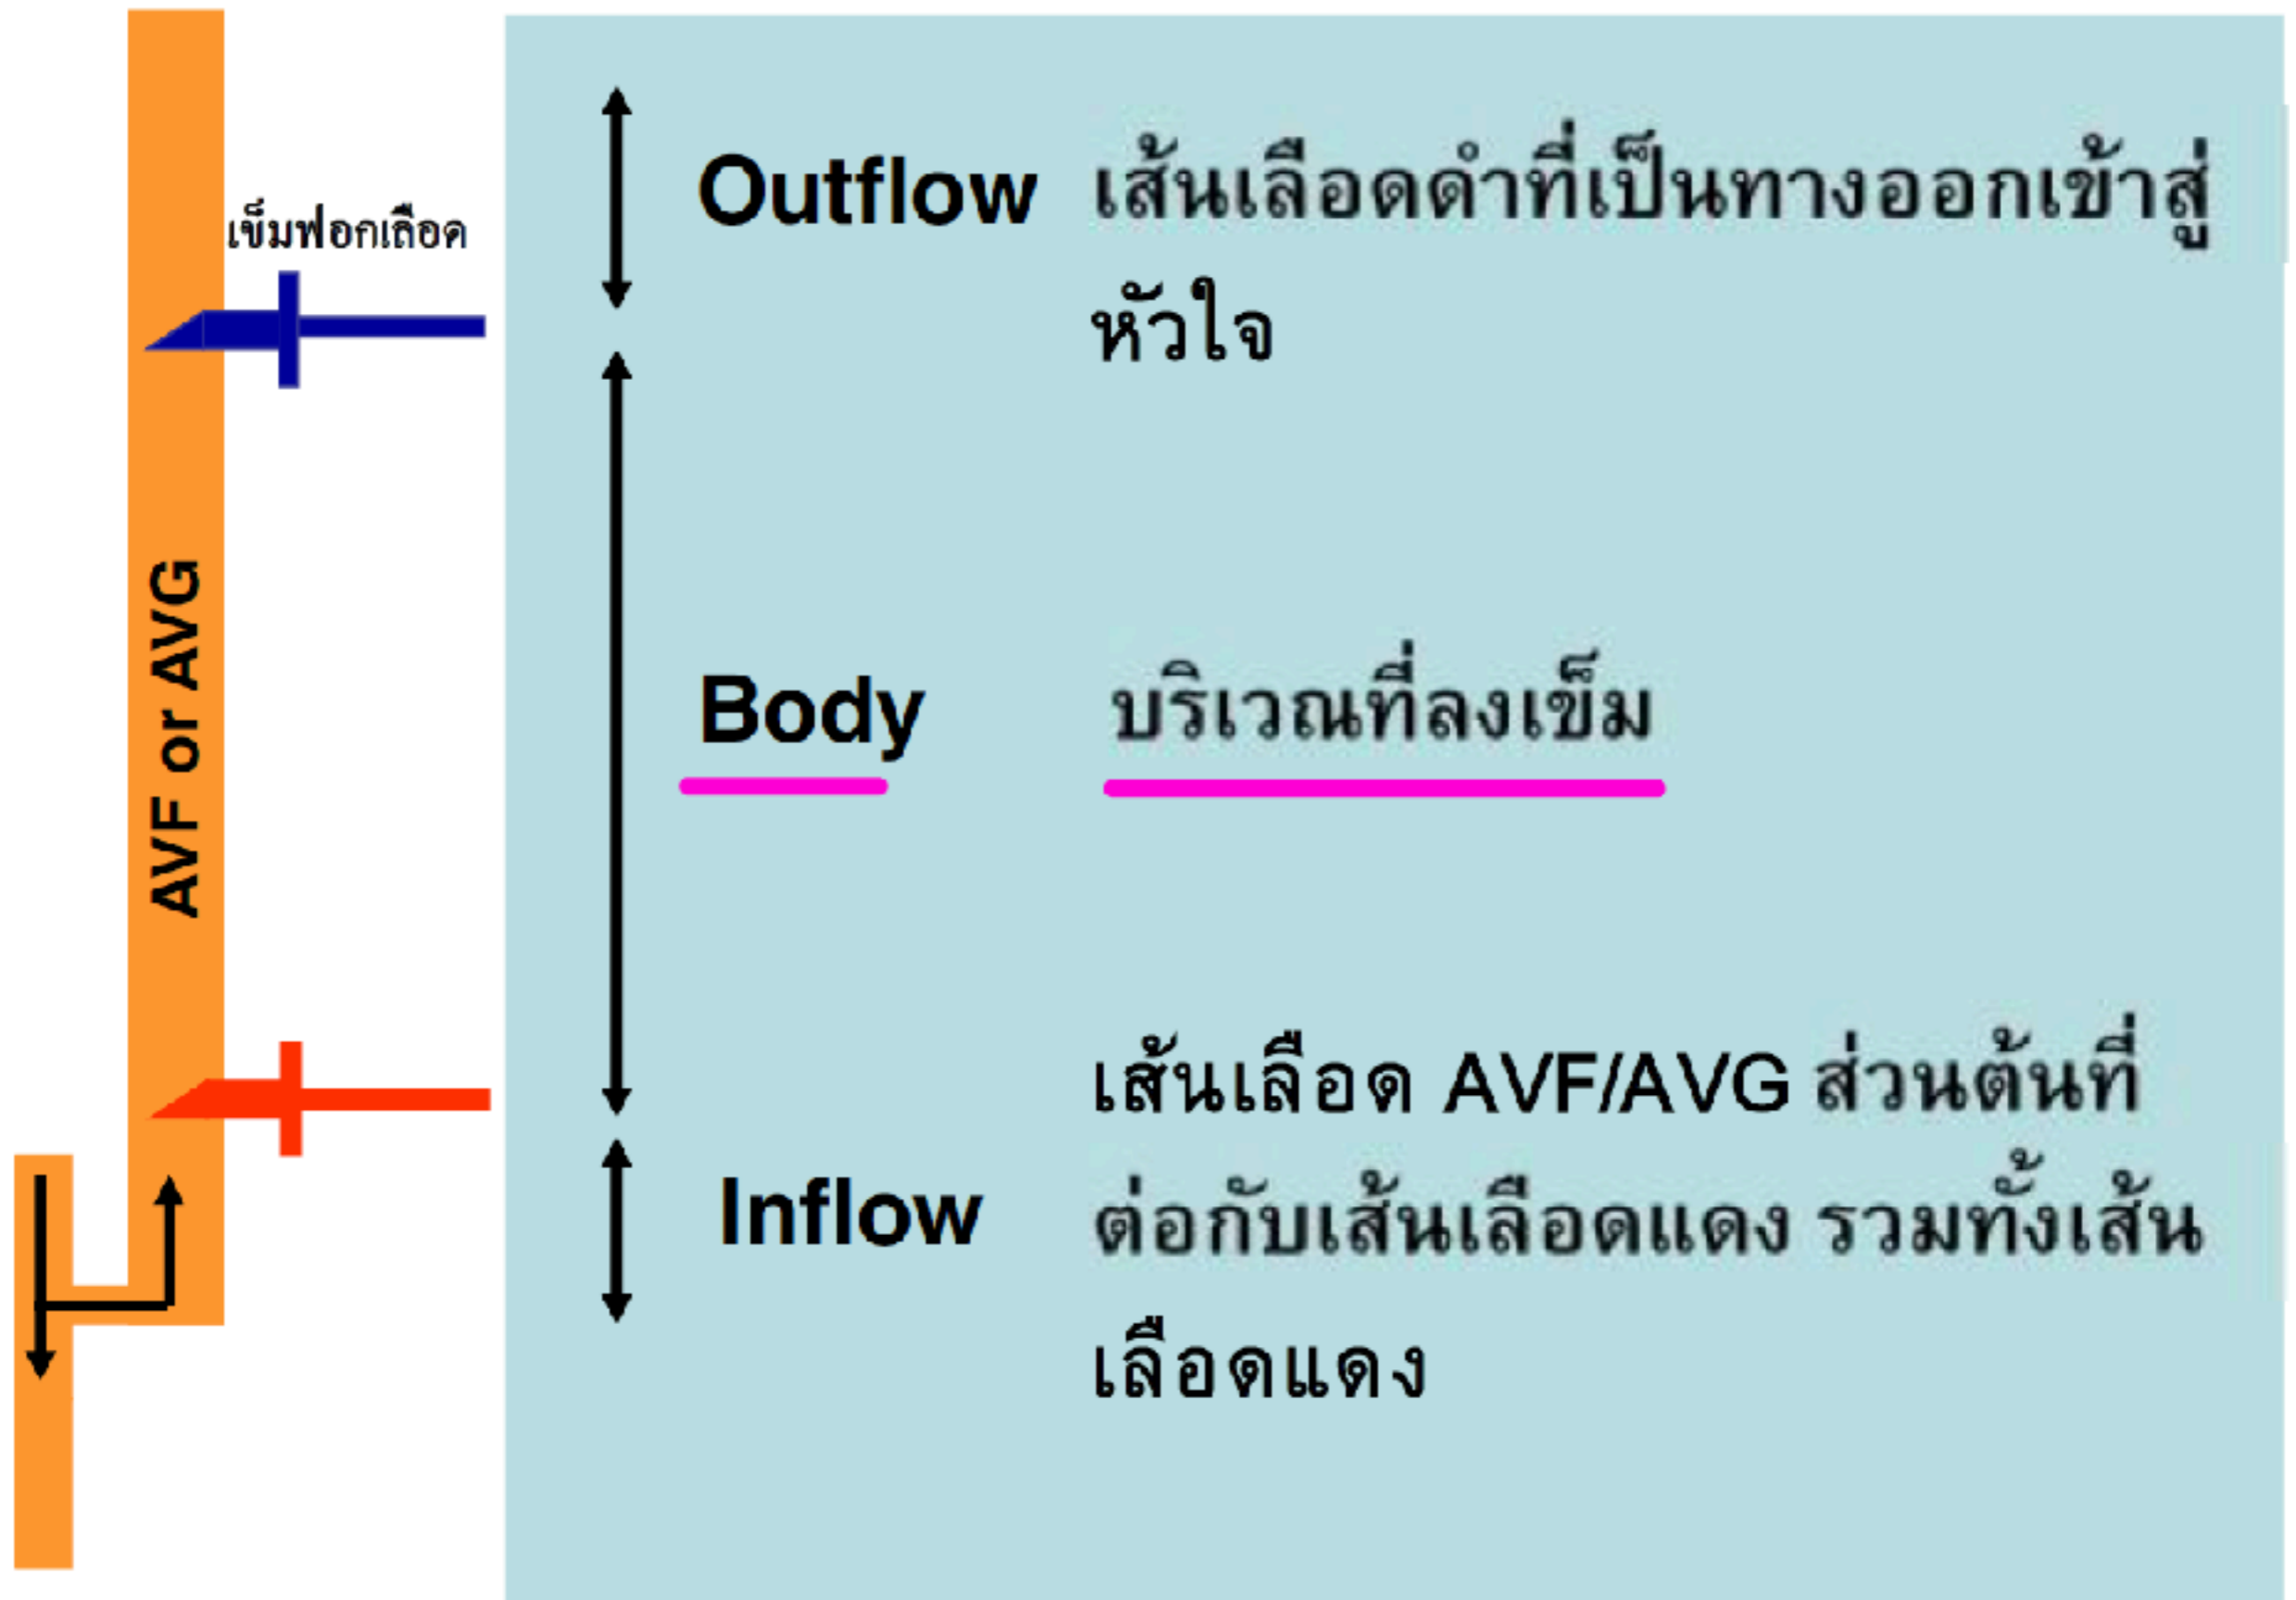 เข็มฟอกเลือด
AVF or AVG
Outflow เส้นเลือดดำที่เป็นทางออกเข้าสู่
หัวใจ
Body บริเวณที่ลงเข็ม
เส้นเลือด AVF/AVG ส่วนต้นที่
Inflow ต่อกับเส้นเลือดแดง รวมทั้งเส้น
เลือดแดง